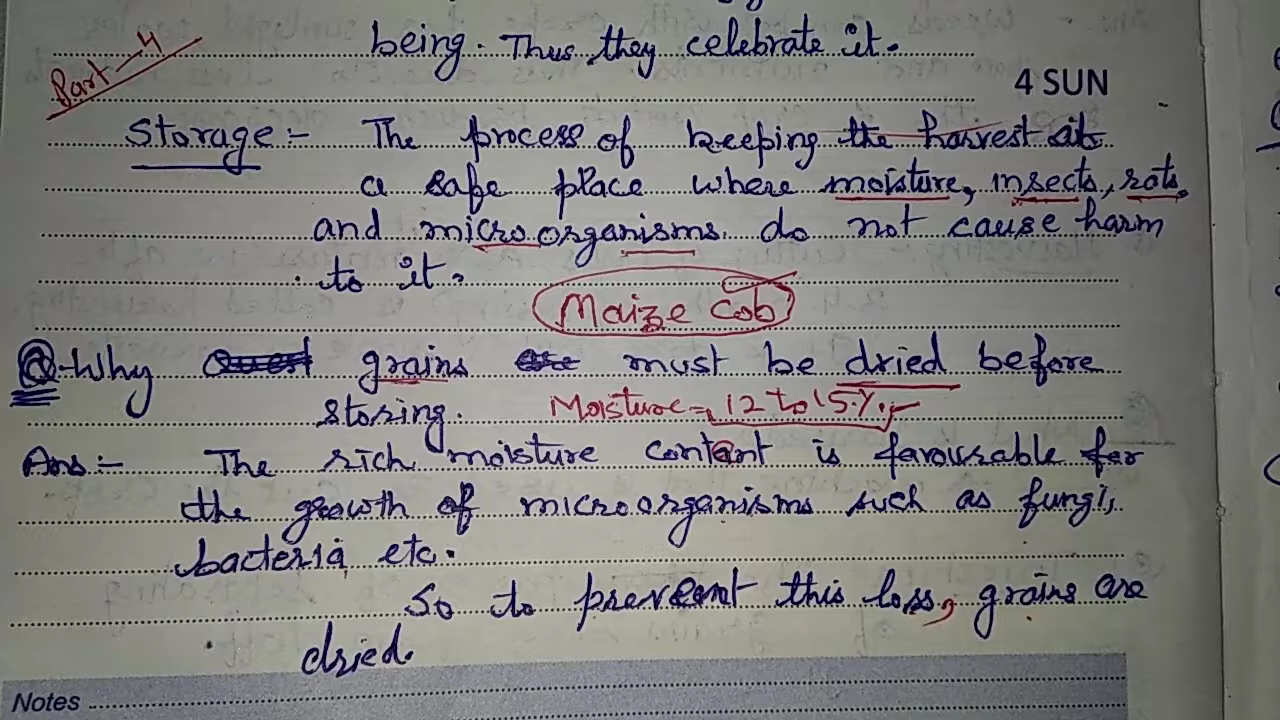 being. Thus they celebrate it.
Part - 4
4 SUN
Storage :- The process of keeping the harvest at
a safe place where moisture, insects, rats,
and microorganisms do not cause harm
to it.
Maize Cob
Q - Why grains must be dried before
storing. Moisture = 12 to 15%.
Ans :- The rich moisture content is favourable for
the growth of microorganisms such as fungi,
bacteria, etc.
So to prevent this loss, grains are
dried.
Notes